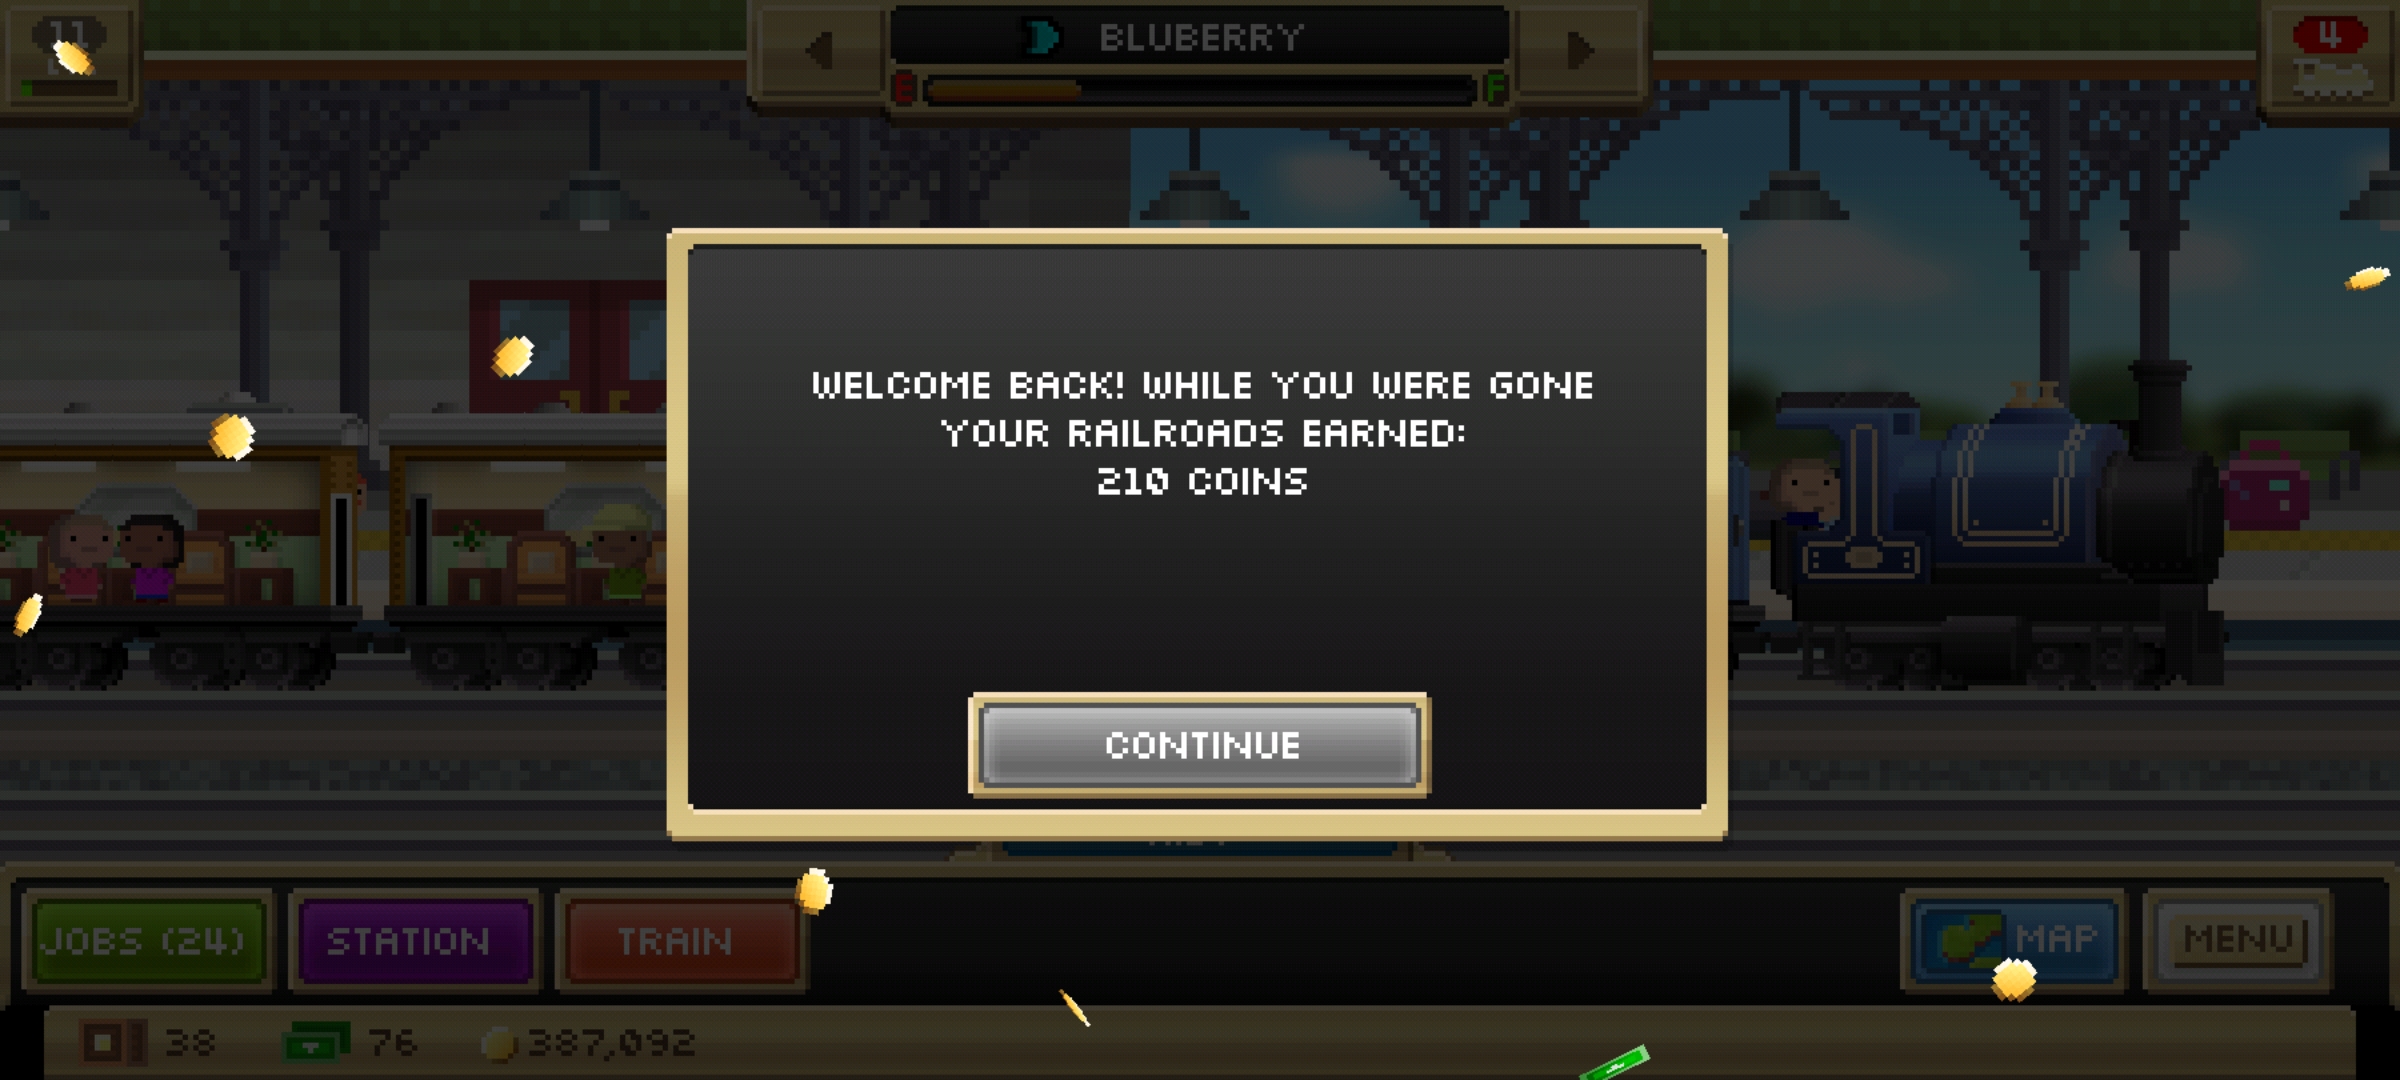 11
BLUBERRY
4
E
F
WELCOME BACK! WHILE YOU WERE GONE
YOUR RAILROADS EARNED:
210 COINS
CONTINUE
JOBS (24)
STATION
TRAIN
MAP
MENU
38
76
387,092